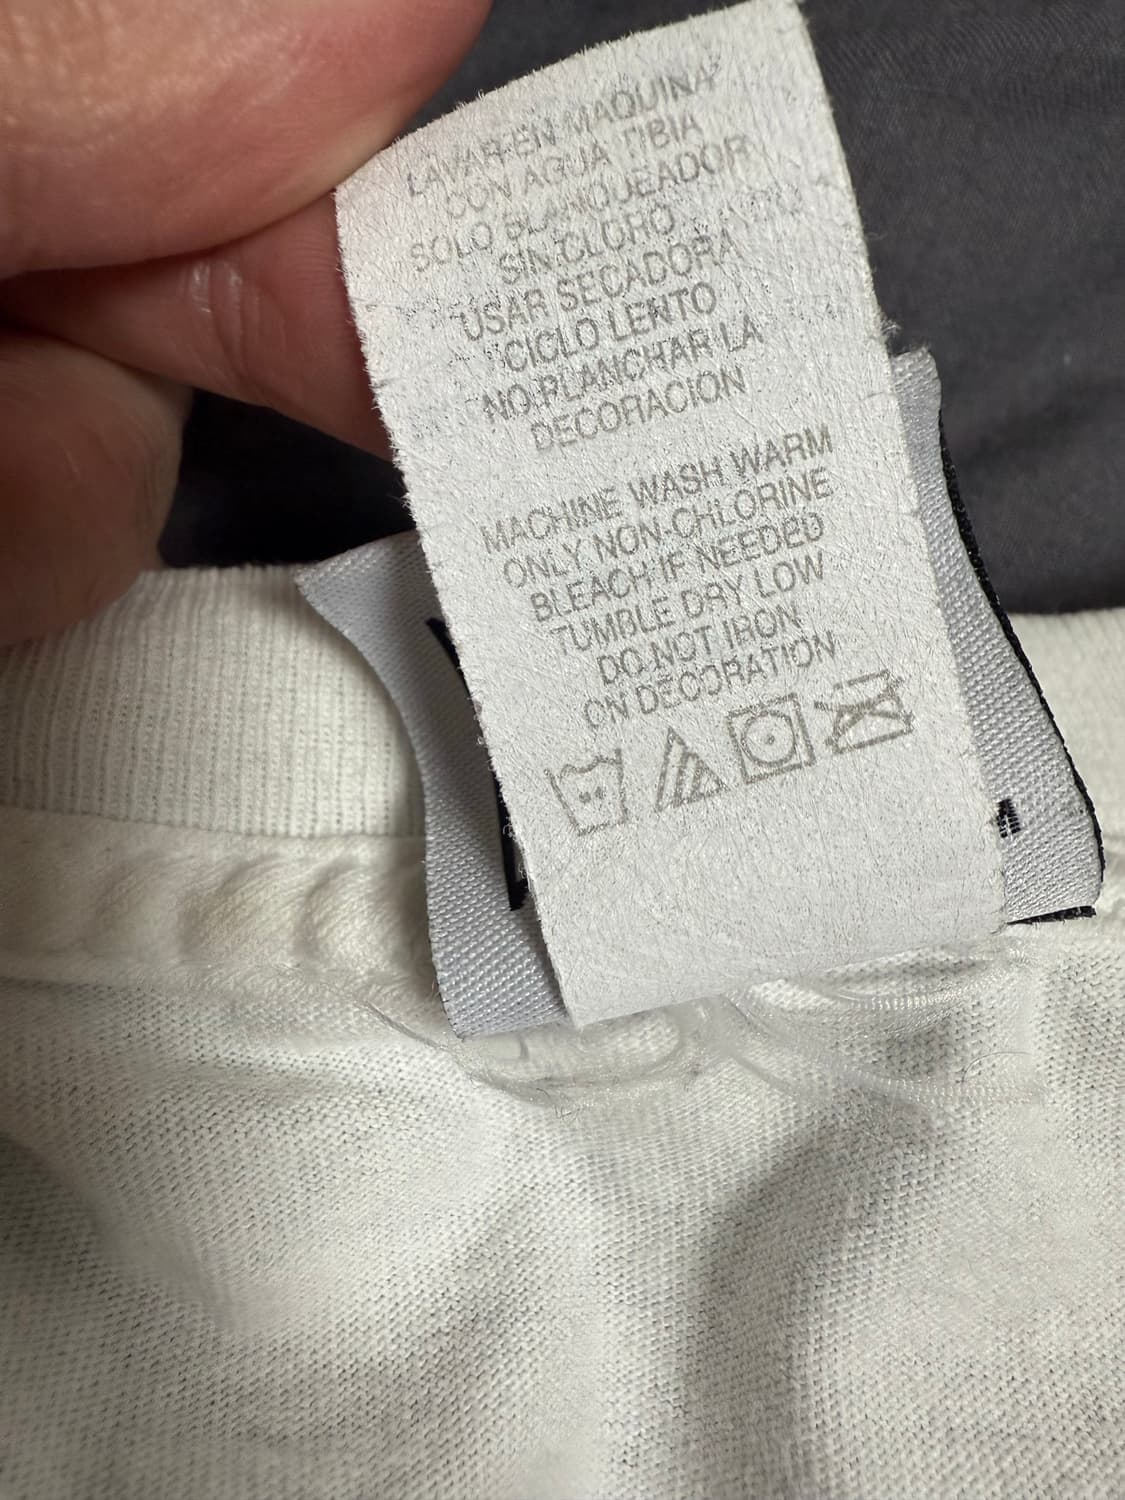 LAVAR EN MAQUINA
CON AGUA TIBIA
SOLO BLANQUEADOR
SIN CLORO
USAR SECADORA
CICLO LENTO
NO PLANCHAR LA
DECORACION
MACHINE WASH WARM
ONLY NON-CHLORINE
BLEACH IF NEEDED
TUMBLE DRY LOW
DO NOT IRON
ON DECORATION
M